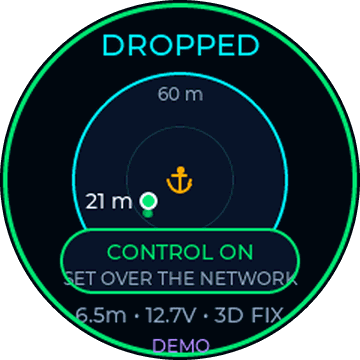 DROPPED
60 m
21 m
CONTROL ON
SET OVER THE NETWORK
6.5m • 12.7V • 3D FIX
DEMO